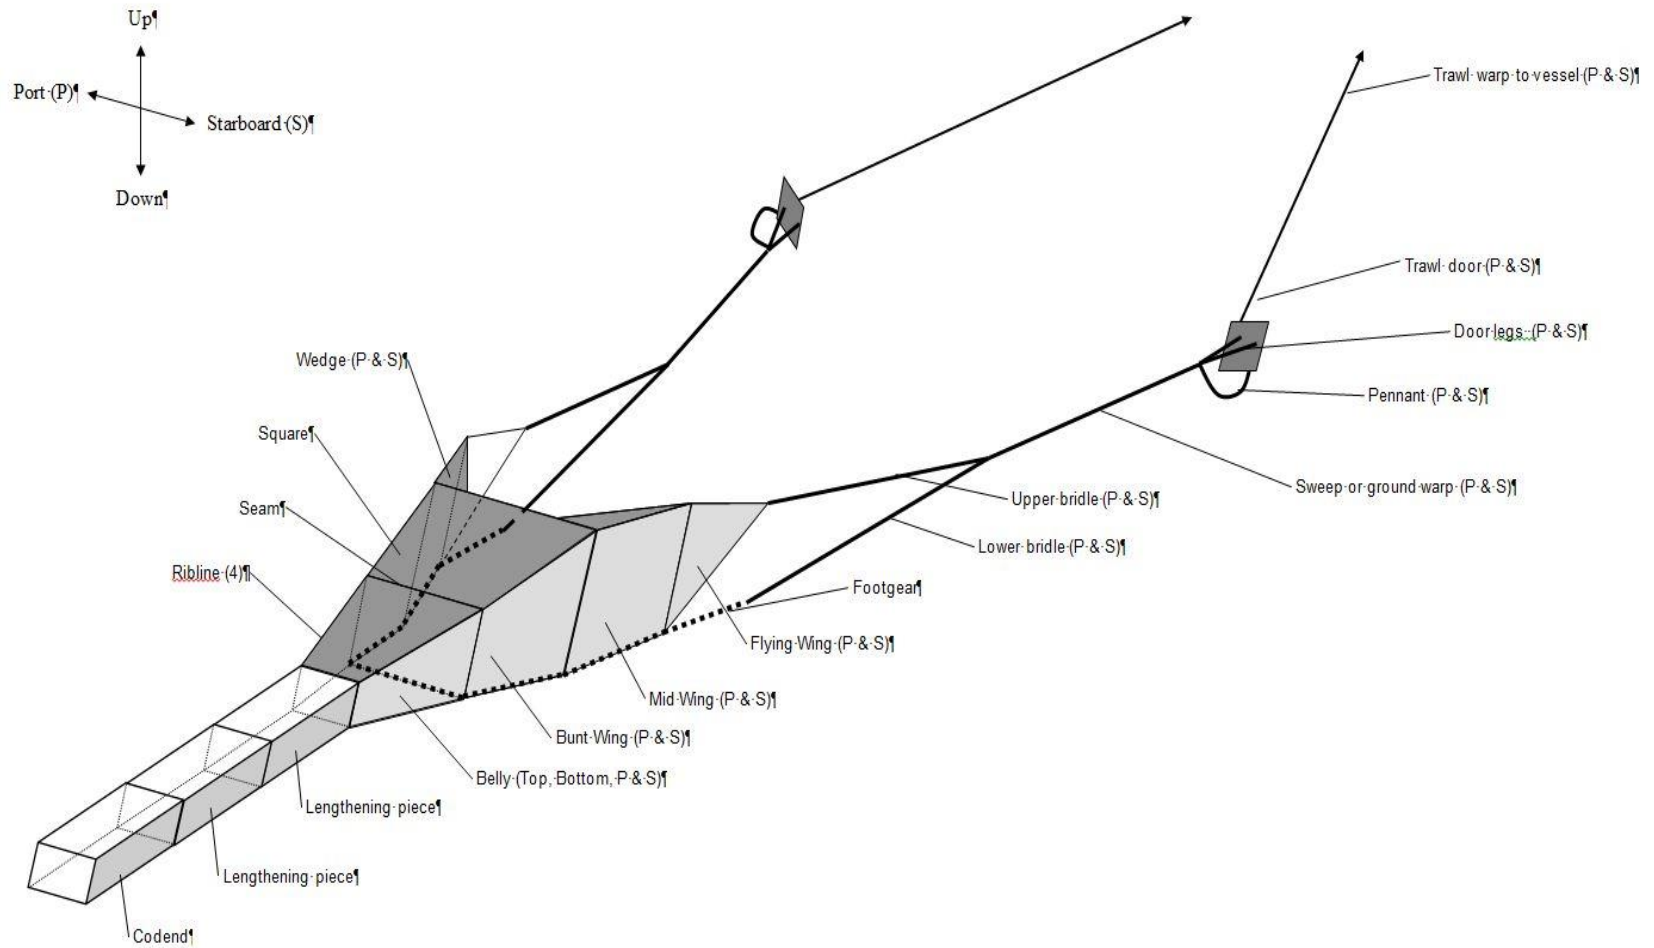 Up¶
Port·(P)¶
Starboard·(S)¶
Down¶
Trawl·warp·to·vessel·(P·&·S)¶
Trawl·door·(P·&·S)¶
Door·legs··(P·&·S)¶
Pennant·(P·&·S)¶
Wedge·(P·&·S)¶
Square¶
Sweep·or·ground·warp·(P·&·S)¶
Upper·bridle·(P·&·S)¶
Seam¶
Lower·bridle·(P·&·S)¶
Ribline·(4)¶
Footgear¶
Flying·Wing·(P·&·S)¶
Mid·Wing·(P·&·S)¶
Bunt·Wing·(P·&·S)¶
Belly·(Top,·Bottom,·P·&·S)¶
Lengthening·piece¶
Lengthening·piece¶
Codend¶